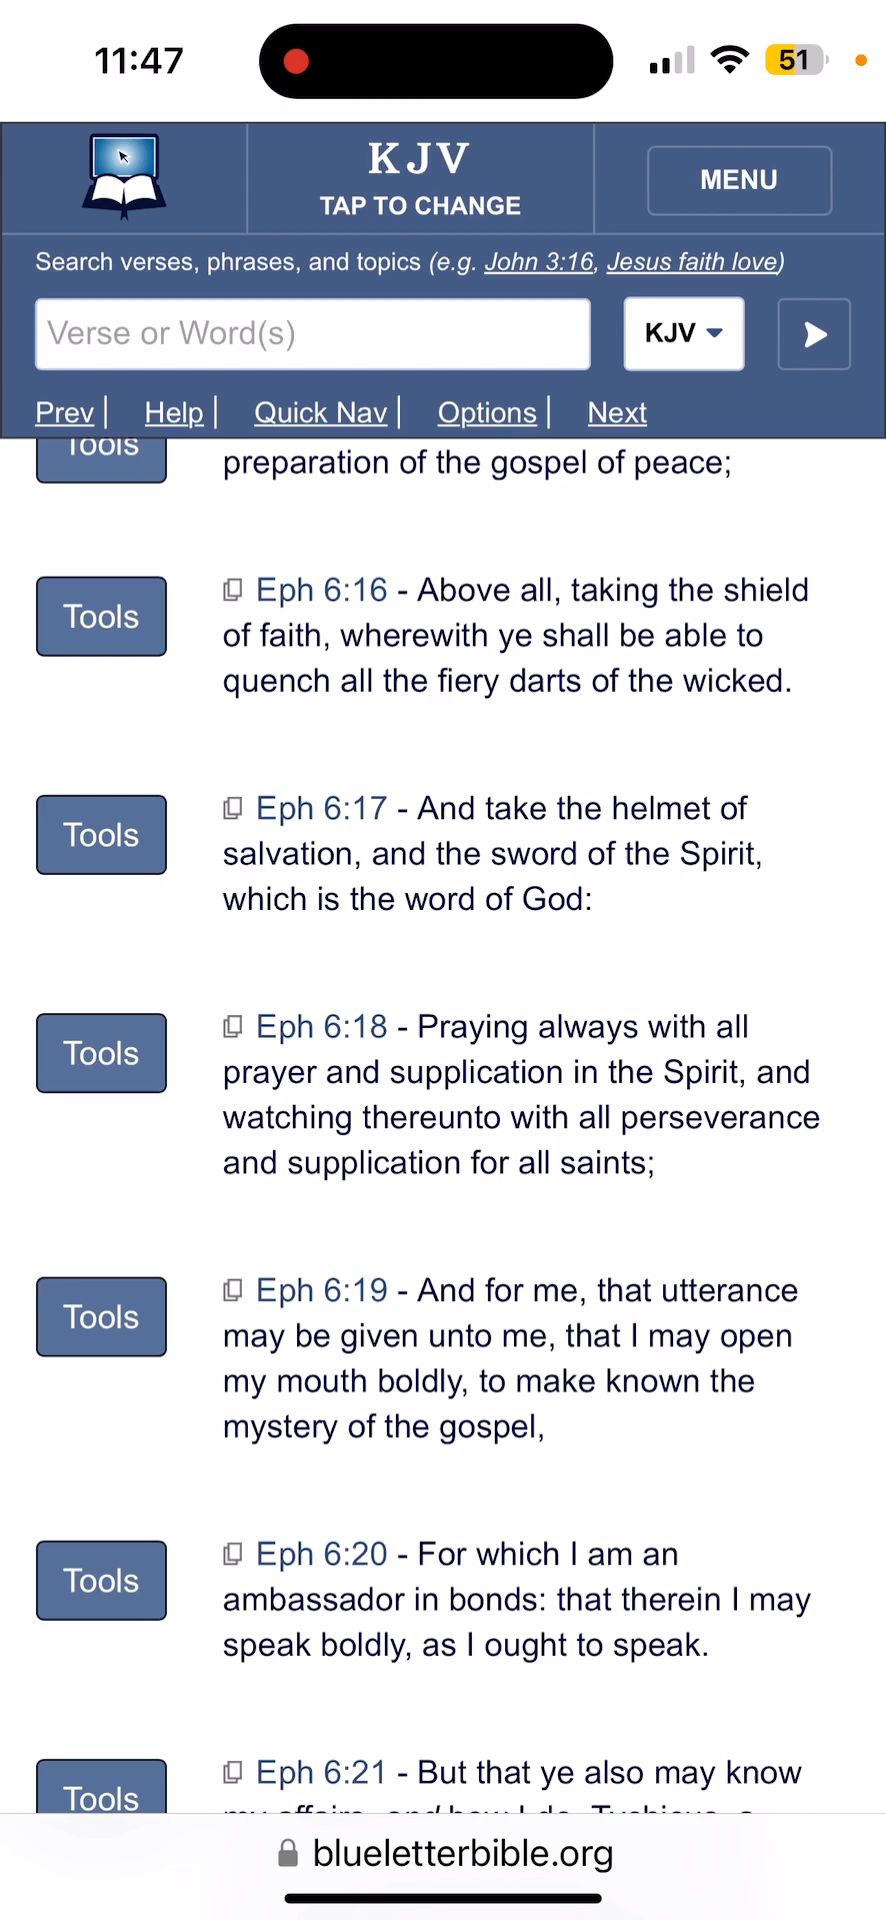 11:47
51
KJV
TAP TO CHANGE
MENU
Search verses, phrases, and topics (e.g. John 3:16, Jesus faith love)
Verse or Word(s)
KJV
Prev | Help | Quick Nav | Options | Next
Tools
preparation of the gospel of peace;
Tools
Eph 6:16 - Above all, taking the shield
of faith, wherewith ye shall be able to
quench all the fiery darts of the wicked.
Tools
Eph 6:17 - And take the helmet of
salvation, and the sword of the Spirit,
which is the word of God:
Tools
Eph 6:18 - Praying always with all
prayer and supplication in the Spirit, and
watching thereunto with all perseverance
and supplication for all saints;
Tools
Eph 6:19 - And for me, that utterance
may be given unto me, that I may open
my mouth boldly, to make known the
mystery of the gospel,
Tools
Eph 6:20 - For which I am an
ambassador in bonds: that therein I may
speak boldly, as I ought to speak.
Tools
Eph 6:21 - But that ye also may know
my affairs, and how I do, Tychicus, a
blueletterbible.org